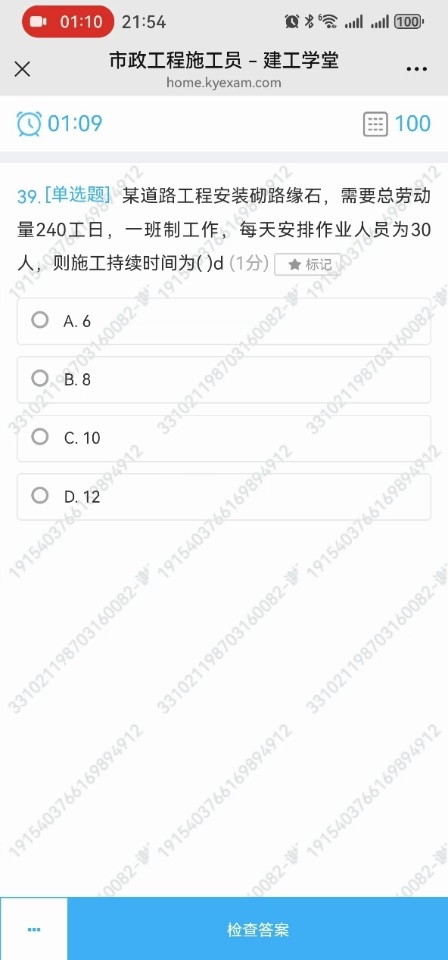 01:10 21:54 6 100
市政工程施工员 – 建工学堂
home.kyexam.com
01:09 100
39. [单选题] 某道路工程安装砌路缘石，需要总劳动
量240工日，一班制工作，每天安排作业人员为30
人，则施工持续时间为( )d (1分) ★ 标记
A. 6
B. 8
C. 10
D. 12
检查答案
1915403766169894912
331021198703160082-谢